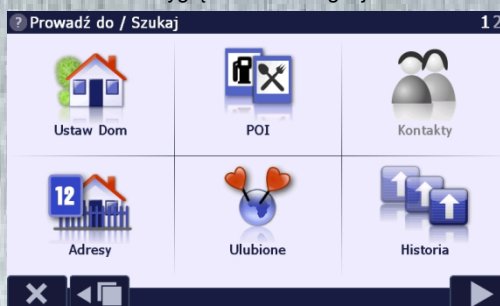 Prowadź do / Szukaj
12
Ustaw Dom
POI
Kontakty
12
Adresy
Ulubione
Historia